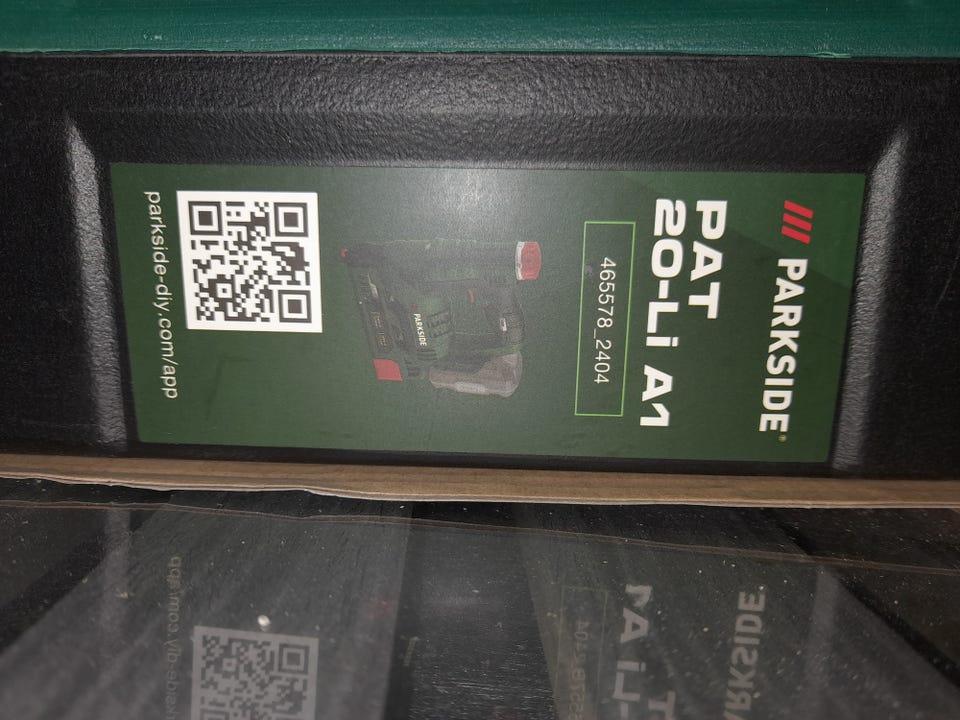 PARKSIDE®
PAT
20-Li A1
465578_2404
PARKSIDE
parkside-diy.com/app